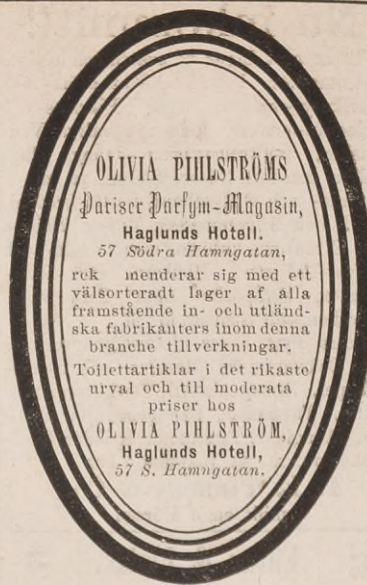 OLIVIA PIHLSTRÖMS
Pariser Parfym-Magasin,
Haglunds Hotell.
57 Södra Hamngatan,
rek menderar sig med ett
välsorteradt lager af alla
framstående in- och utländ-
ska fabrikanters inom denna
branche tillverkningar.
Toilettartiklar i det rikaste
urval och till moderata
priser hos
OLIVIA PIHLSTRÖM,
Haglunds Hotell,
57 S. Hamngatan.